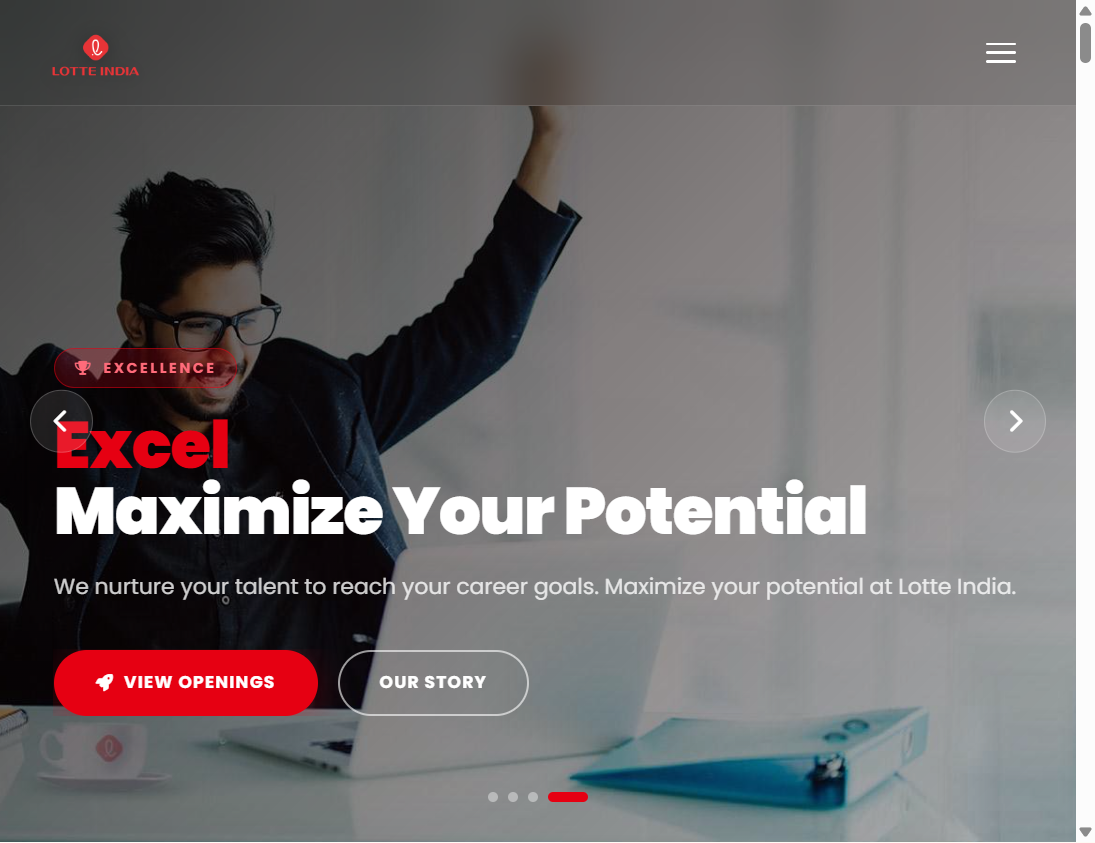 LOTTE INDIA
EXCELLENCE
Excel
Maximize Your Potential
We nurture your talent to reach your career goals. Maximize your potential at Lotte India.
VIEW OPENINGS
OUR STORY